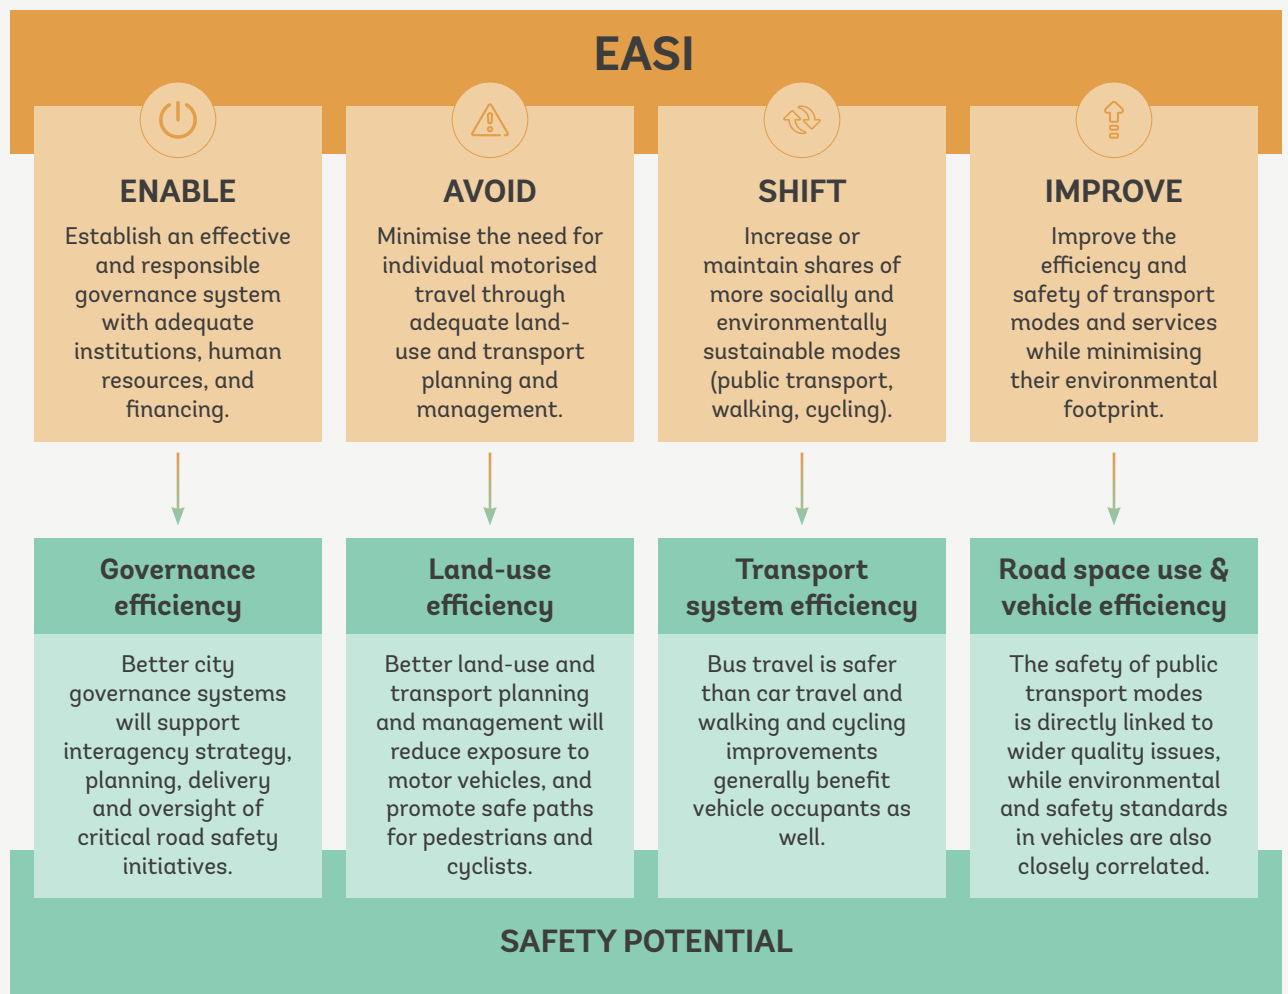 EASI
ENABLE
Establish an effective
and responsible
governance system
with adequate
institutions, human
resources, and
financing.
AVOID
Minimise the need for
individual motorised
travel through
adequate land-
use and transport
planning and
management.
SHIFT
Increase or
maintain shares of
more socially and
environmentally
sustainable modes
(public transport,
walking, cycling).
IMPROVE
Improve the
efficiency and
safety of transport
modes and services
while minimising
their environmental
footprint.
Governance
efficiency
Better city
governance systems
will support
interagency strategy,
planning, delivery
and oversight of
critical road safety
initiatives.
Land-use
efficiency
Better land-use and
transport planning
and management will
reduce exposure to
motor vehicles, and
promote safe paths
for pedestrians and
cyclists.
Transport
system efficiency
Bus travel is safer
than car travel and
walking and cycling
improvements
generally benefit
vehicle occupants as
well.
Road space use &
vehicle efficiency
The safety of public
transport modes
is directly linked to
wider quality issues,
while environmental
and safety standards
in vehicles are also
closely correlated.
SAFETY POTENTIAL